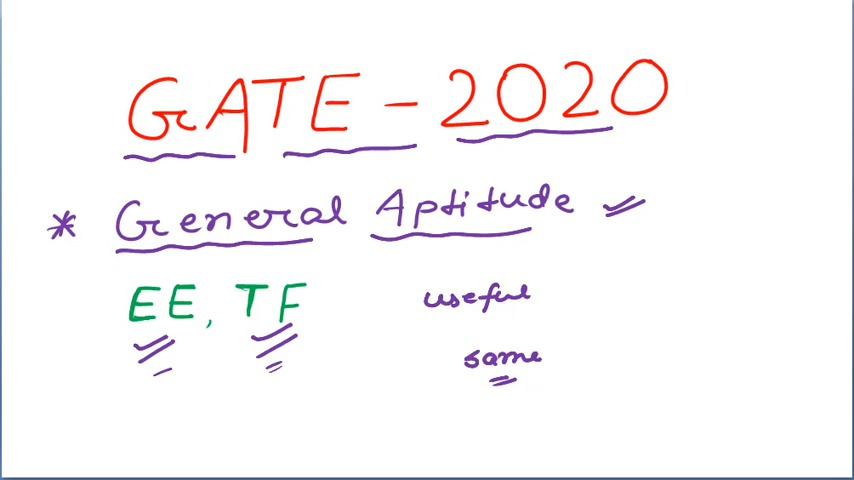 GATE - 2020
* General Aptitude
EE, TF
useful
same